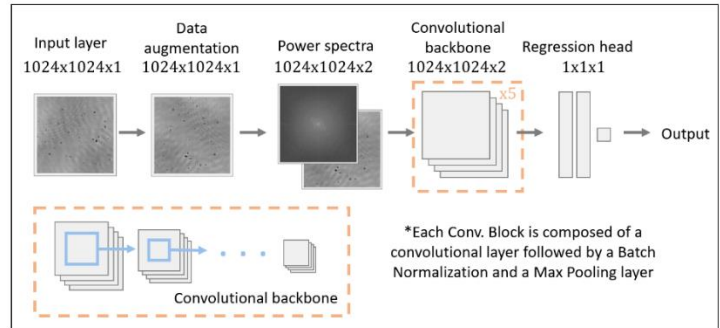 Input layer
1024x1024x1
Data
augmentation
1024x1024x1
Power spectra
1024x1024x2
Convolutional
backbone
1024x1024x2
Regression head
1x1x1
x5
Output
Convolutional backbone
*Each Conv. Block is composed of a
convolutional layer followed by a Batch
Normalization and a Max Pooling layer